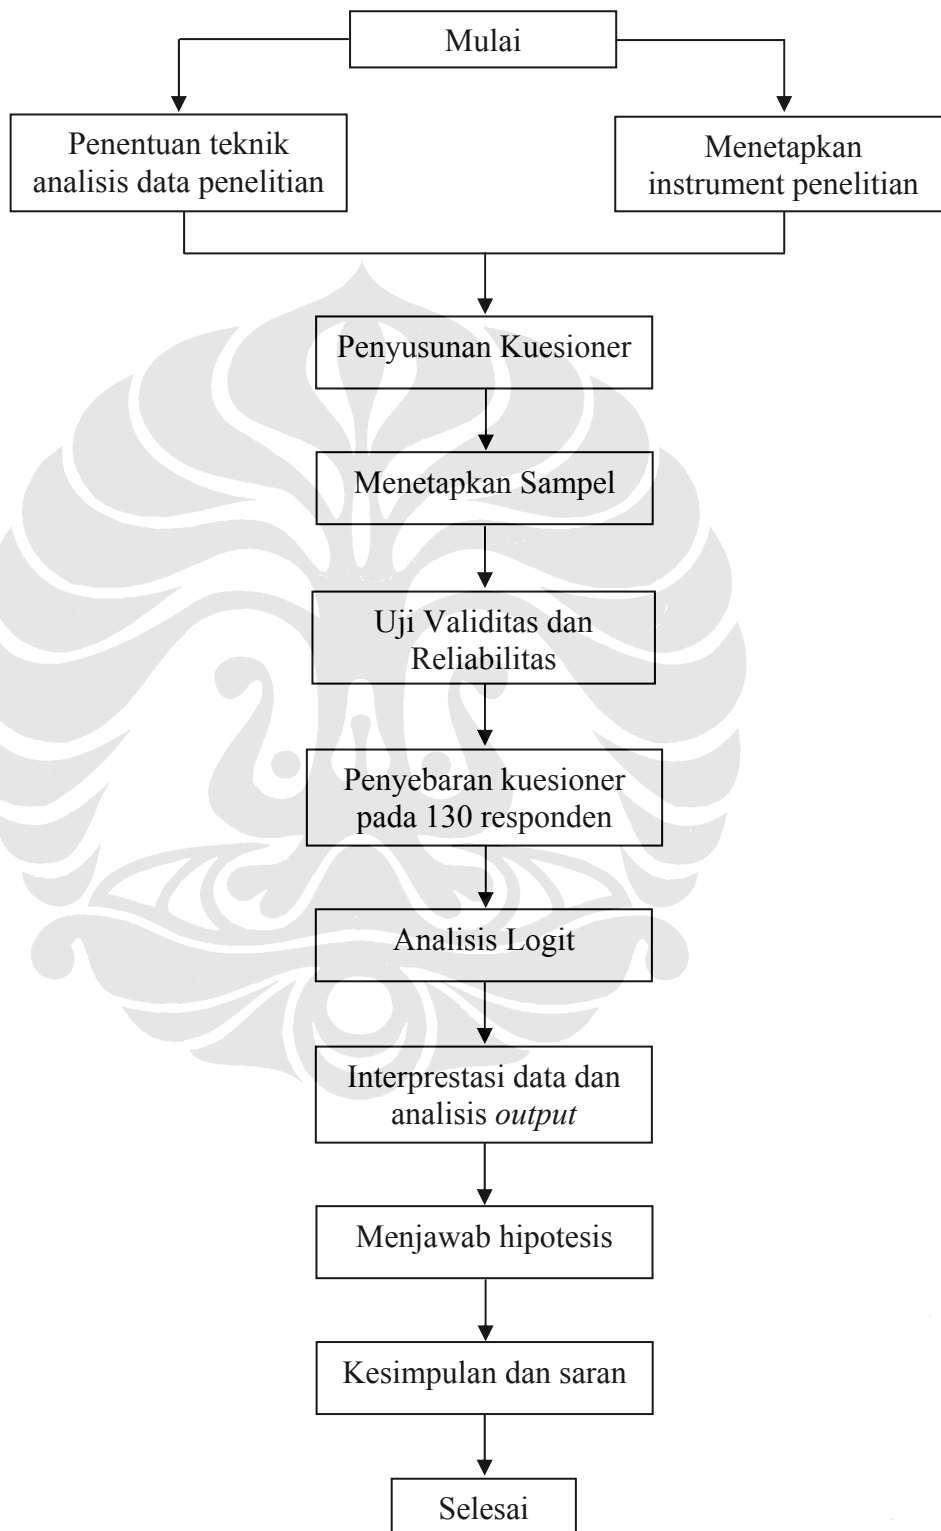 Mulai
Penentuan teknik
analisis data penelitian
Menetapkan
instrument penelitian
Penyusunan Kuesioner
Menetapkan Sampel
Uji Validitas dan
Reliabilitas
Penyebaran kuesioner
pada 130 responden
Analisis Logit
Interprestasi data dan
analisis output
Menjawab hipotesis
Kesimpulan dan saran
Selesai